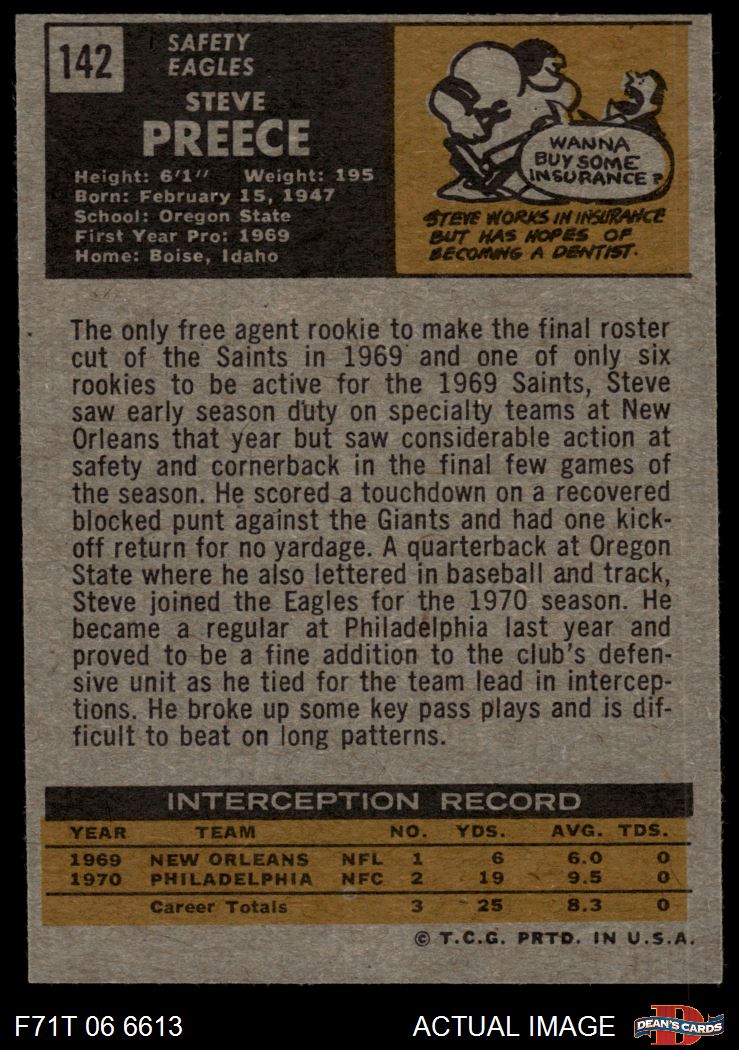 142
SAFETY
EAGLES
STEVE
PREECE
Height: 6'1" Weight: 195
Born: February 15, 1947
School: Oregon State
First Year Pro: 1969
Home: Boise, Idaho
WANNA
BUY SOME
INSURANCE?
STEVE WORKS IN INSURANCE
BUT HAS HOPES OF
BECOMING A DENTIST.
The only free agent rookie to make the final roster
cut of the Saints in 1969 and one of only six
rookies to be active for the 1969 Saints, Steve
saw early season duty on specialty teams at New
Orleans that year but saw considerable action at
safety and cornerback in the final few games of
the season. He scored a touchdown on a recovered
blocked punt against the Giants and had one kick-
off return for no yardage. A quarterback at Oregon
State where he also lettered in baseball and track,
Steve joined the Eagles for the 1970 season. He
became a regular at Philadelphia last year and
proved to be a fine addition to the club's defen-
sive unit as he tied for the team lead in intercep-
tions. He broke up some key pass plays and is dif-
ficult to beat on long patterns.
INTERCEPTION RECORD
YEAR TEAM NO. YDS. AVG. TDS.
1969 NEW ORLEANS NFL 1 6 6.0 0
1970 PHILADELPHIA NFC 2 19 9.5 0
Career Totals 3 25 8.3 0
© T.C.G. PRTD. IN U.S.A.
F71T 06 6613 ACTUAL IMAGE D DEAN'S CARDS